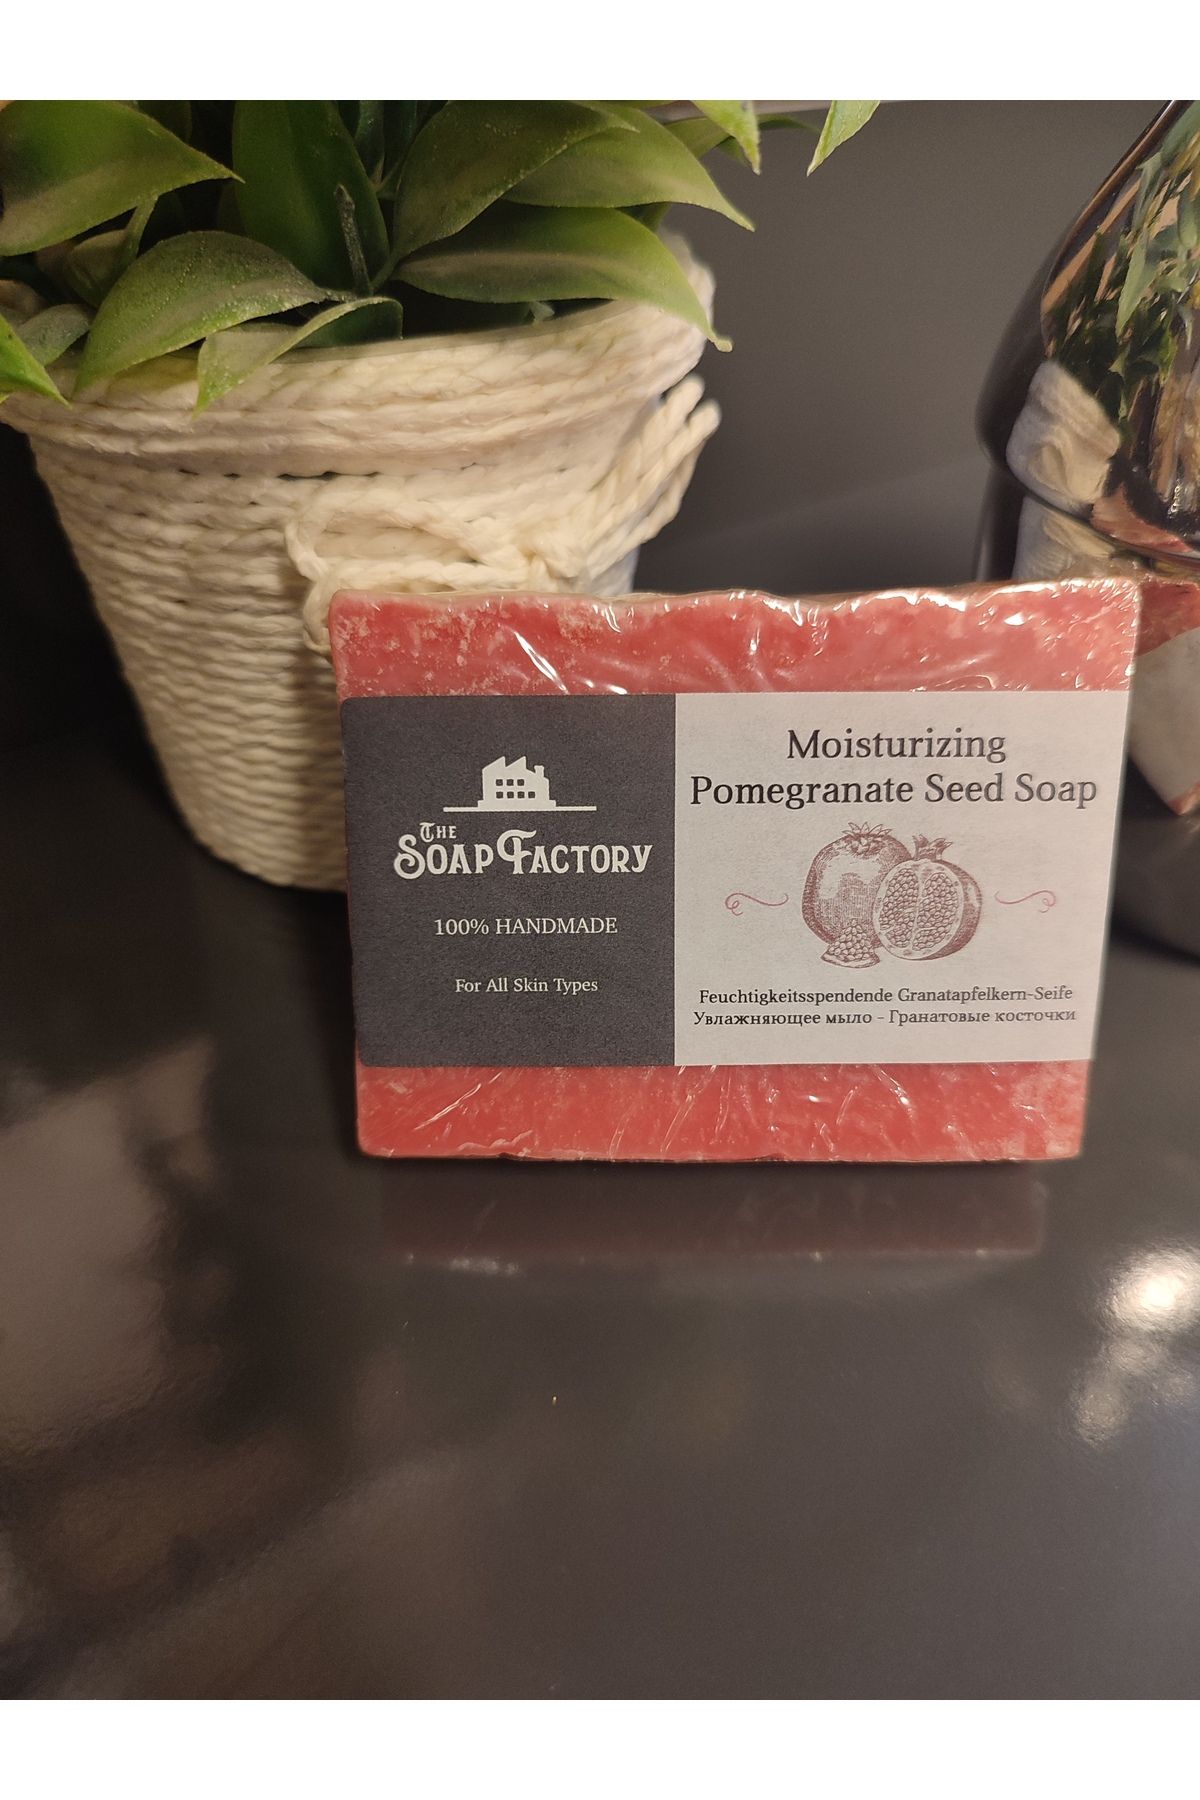 THE
SOAP FACTORY
100% HANDMADE
For All Skin Types
Moisturizing
Pomegranate Seed Soap
Feuchtigkeitsspendende Granatapfelkern-Seife
Увлажняющее мыло - Гранатовые косточки